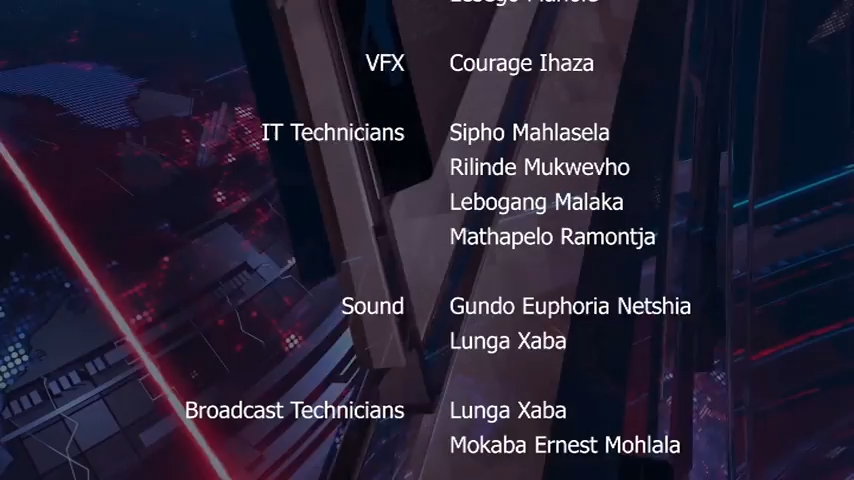 VFX Courage Ihaza
IT Technicians Sipho Mahlasela
Rilinde Mukwevho
Lebogang Malaka
Mathapelo Ramontja
Sound Gundo Euphoria Netshia
Lunga Xaba
Broadcast Technicians Lunga Xaba
Mokaba Ernest Mohlala